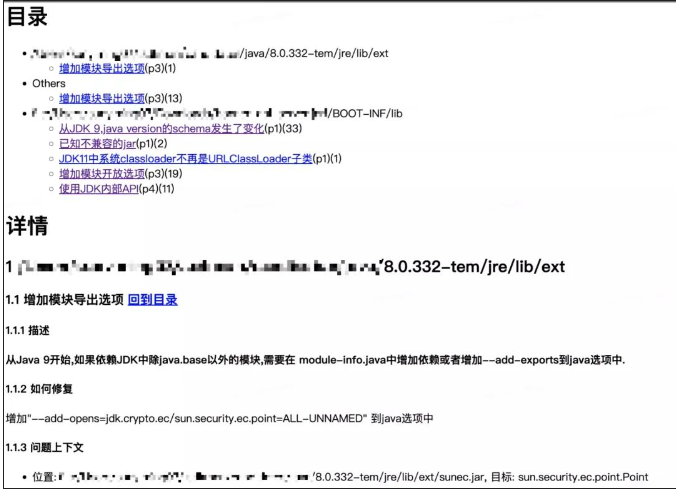 目录
/java/8.0.332-tem/jre/lib/ext
增加模块导出选项(p3)(1)
Others
增加模块导出选项(p3)(13)
/BOOT-INF/lib
从JDK 9,java version的schema发生了变化(p1)(33)
已知不兼容的jar(p1)(2)
JDK11中系统classloader不再是URLClassLoader子类(p1)(1)
增加模块开放选项(p3)(19)
使用JDK内部API(p4)(11)
详情
1 8.0.332-tem/jre/lib/ext
1.1 增加模块导出选项 回到目录
1.1.1 描述
从Java 9开始,如果依赖JDK中除java.base以外的模块,需要在 module-info.java中增加依赖或者增加--add-exports到java选项中.
1.1.2 如何修复
增加"--add-opens=jdk.crypto.ec/sun.security.ec.point=ALL-UNNAMED" 到java选项中
1.1.3 问题上下文
位置: /8.0.332-tem/jre/lib/ext/sunec.jar, 目标: sun.security.ec.point.Point